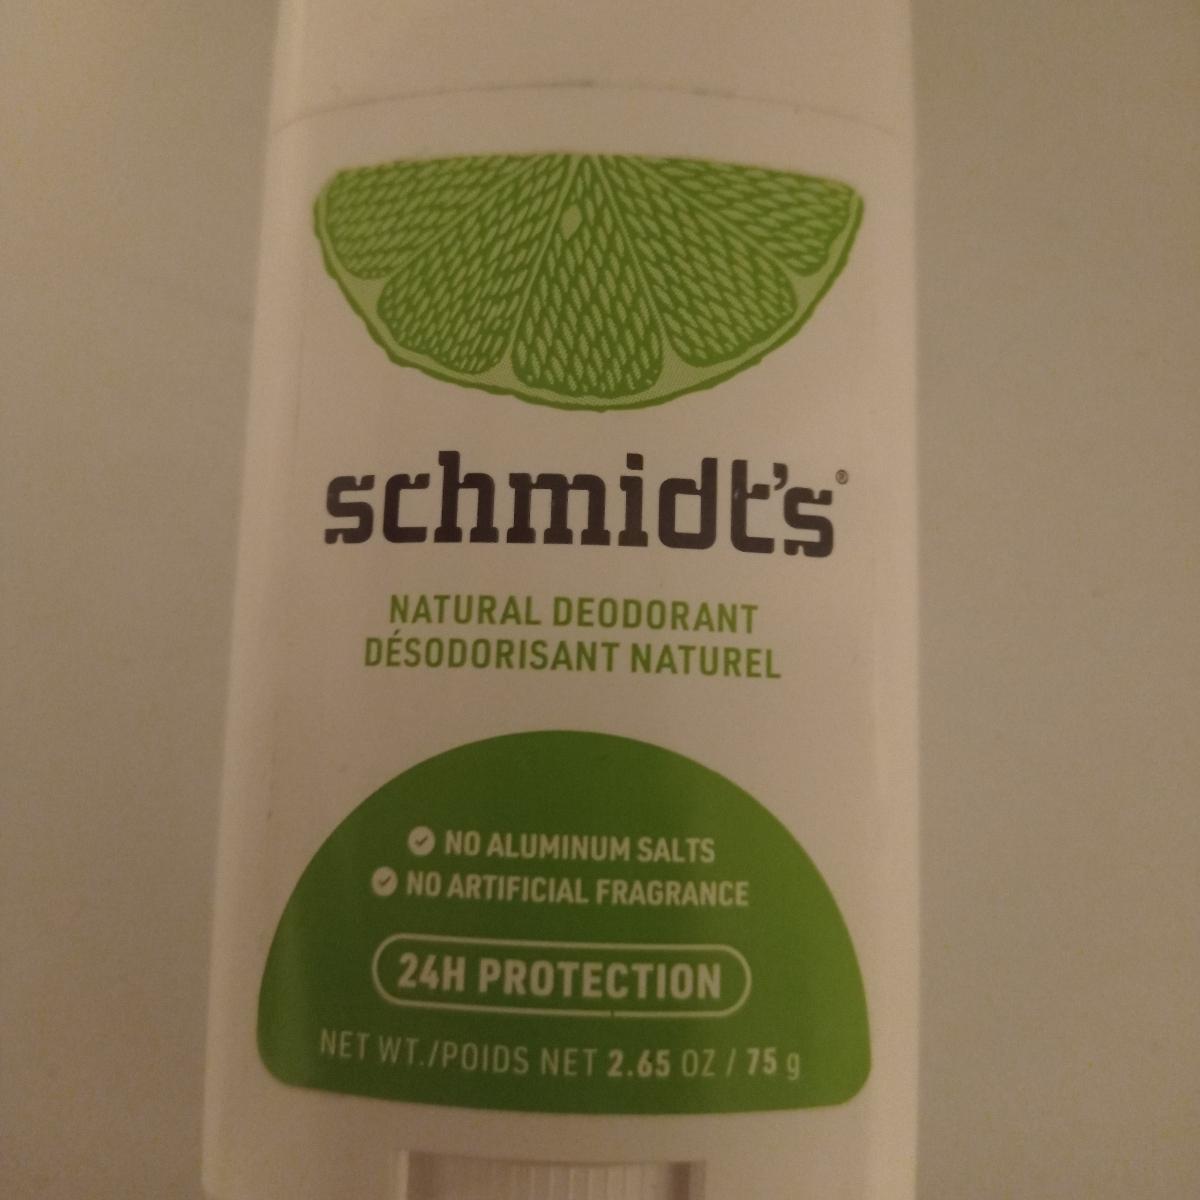 schmidt's®
NATURAL DEODORANT
DÉSODORISANT NATUREL
NO ALUMINUM SALTS
NO ARTIFICIAL FRAGRANCE
24H PROTECTION
NET WT./POIDS NET 2.65 OZ / 75 g